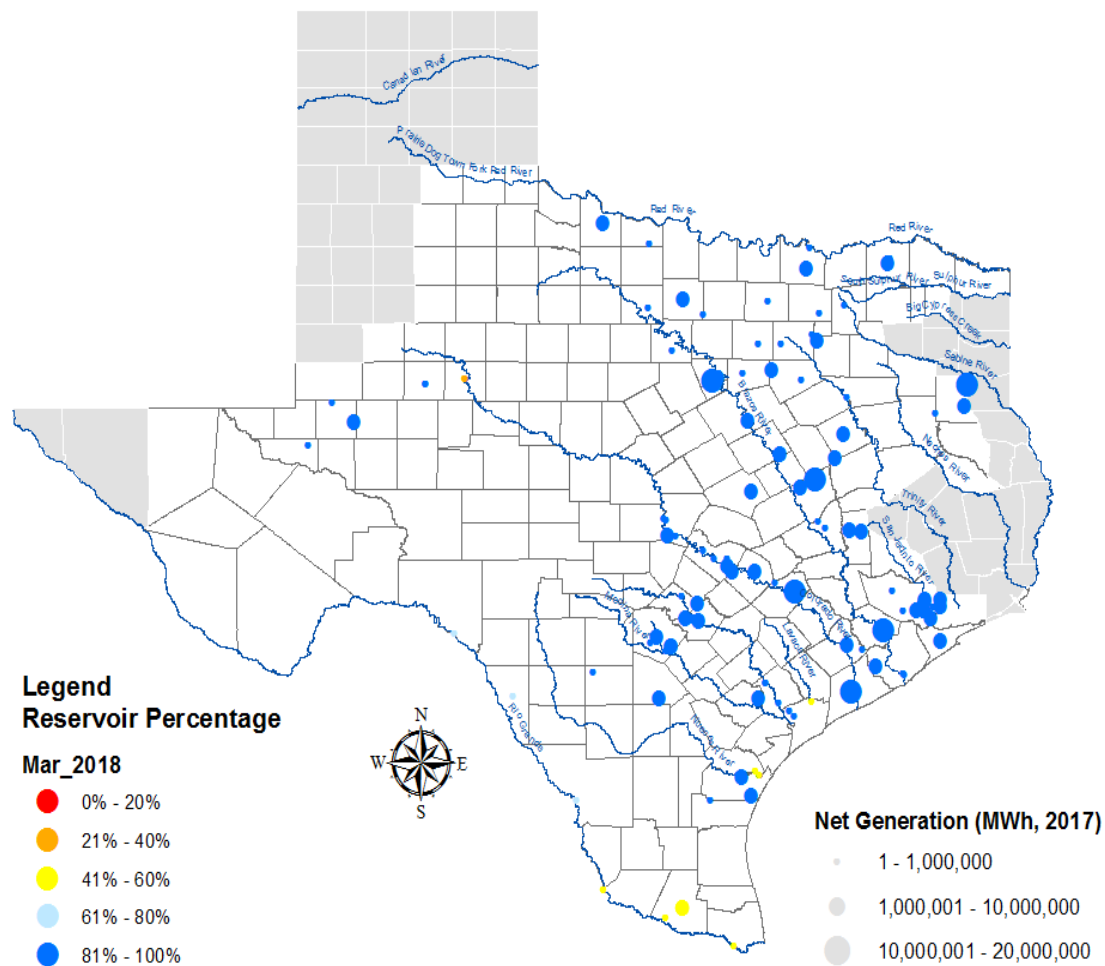 Canadian River
Prairie Dog Town Fork Red River
Red River
Red River
South Sulphur River
Sulphur River
Big Cypress Creek
Sabine River
Brazos River
Neches River
Trinity River
San Jacinto River
Colorado River
Medina River
Lavaca River
Rio Grande
Nueces River
N
W
E
S
Legend
Reservoir Percentage
Mar_2018
0% - 20%
21% - 40%
41% - 60%
61% - 80%
81% - 100%
Net Generation (MWh, 2017)
1 - 1,000,000
1,000,001 - 10,000,000
10,000,001 - 20,000,000